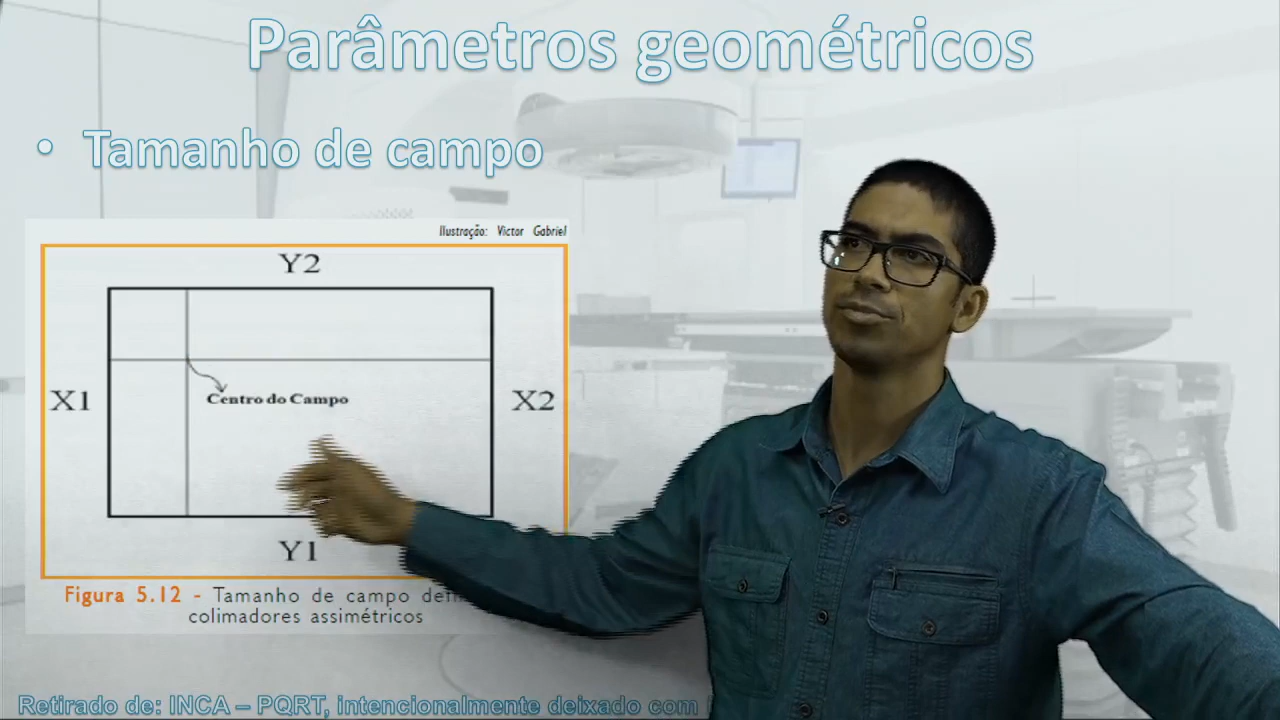 Parâmetros geométricos
• Tamanho de campo
Ilustração: Victor Gabriel
Y2
X1
X2
Centro do Campo
Y1
Figura 5.12 - Tamanho de campo
colimadores assimétricos
Retirado de: INCA – PQRT, intencionalmente deixado com